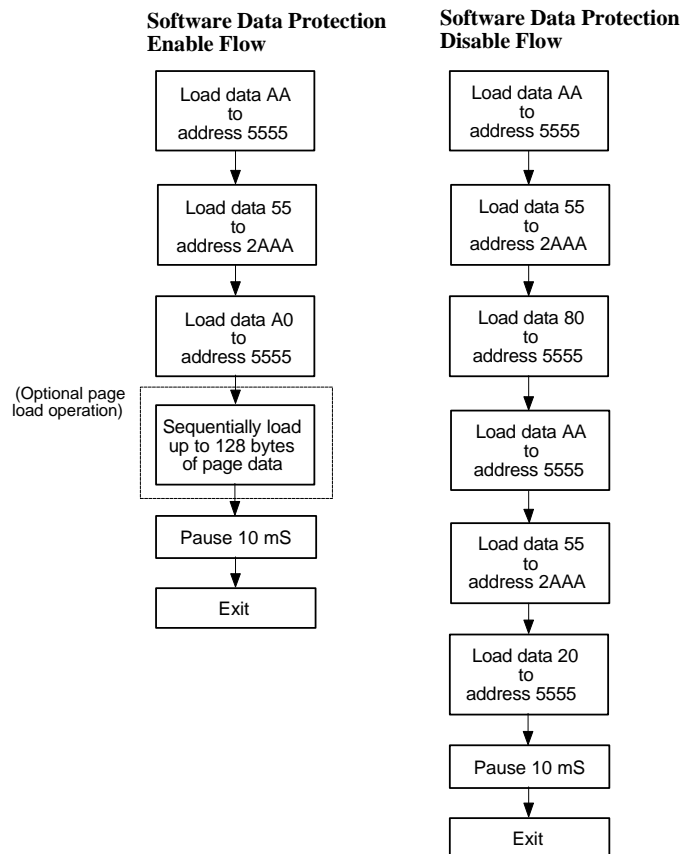 Software Data Protection
Enable Flow
Load data AA
to
address 5555
Load data 55
to
address 2AAA
Load data A0
to
address 5555
(Optional page
load operation)
Sequentially load
up to 128 bytes
of page data
Pause 10 mS
Exit
Software Data Protection
Disable Flow
Load data AA
to
address 5555
Load data 55
to
address 2AAA
Load data 80
to
address 5555
Load data AA
to
address 5555
Load data 55
to
address 2AAA
Load data 20
to
address 5555
Pause 10 mS
Exit